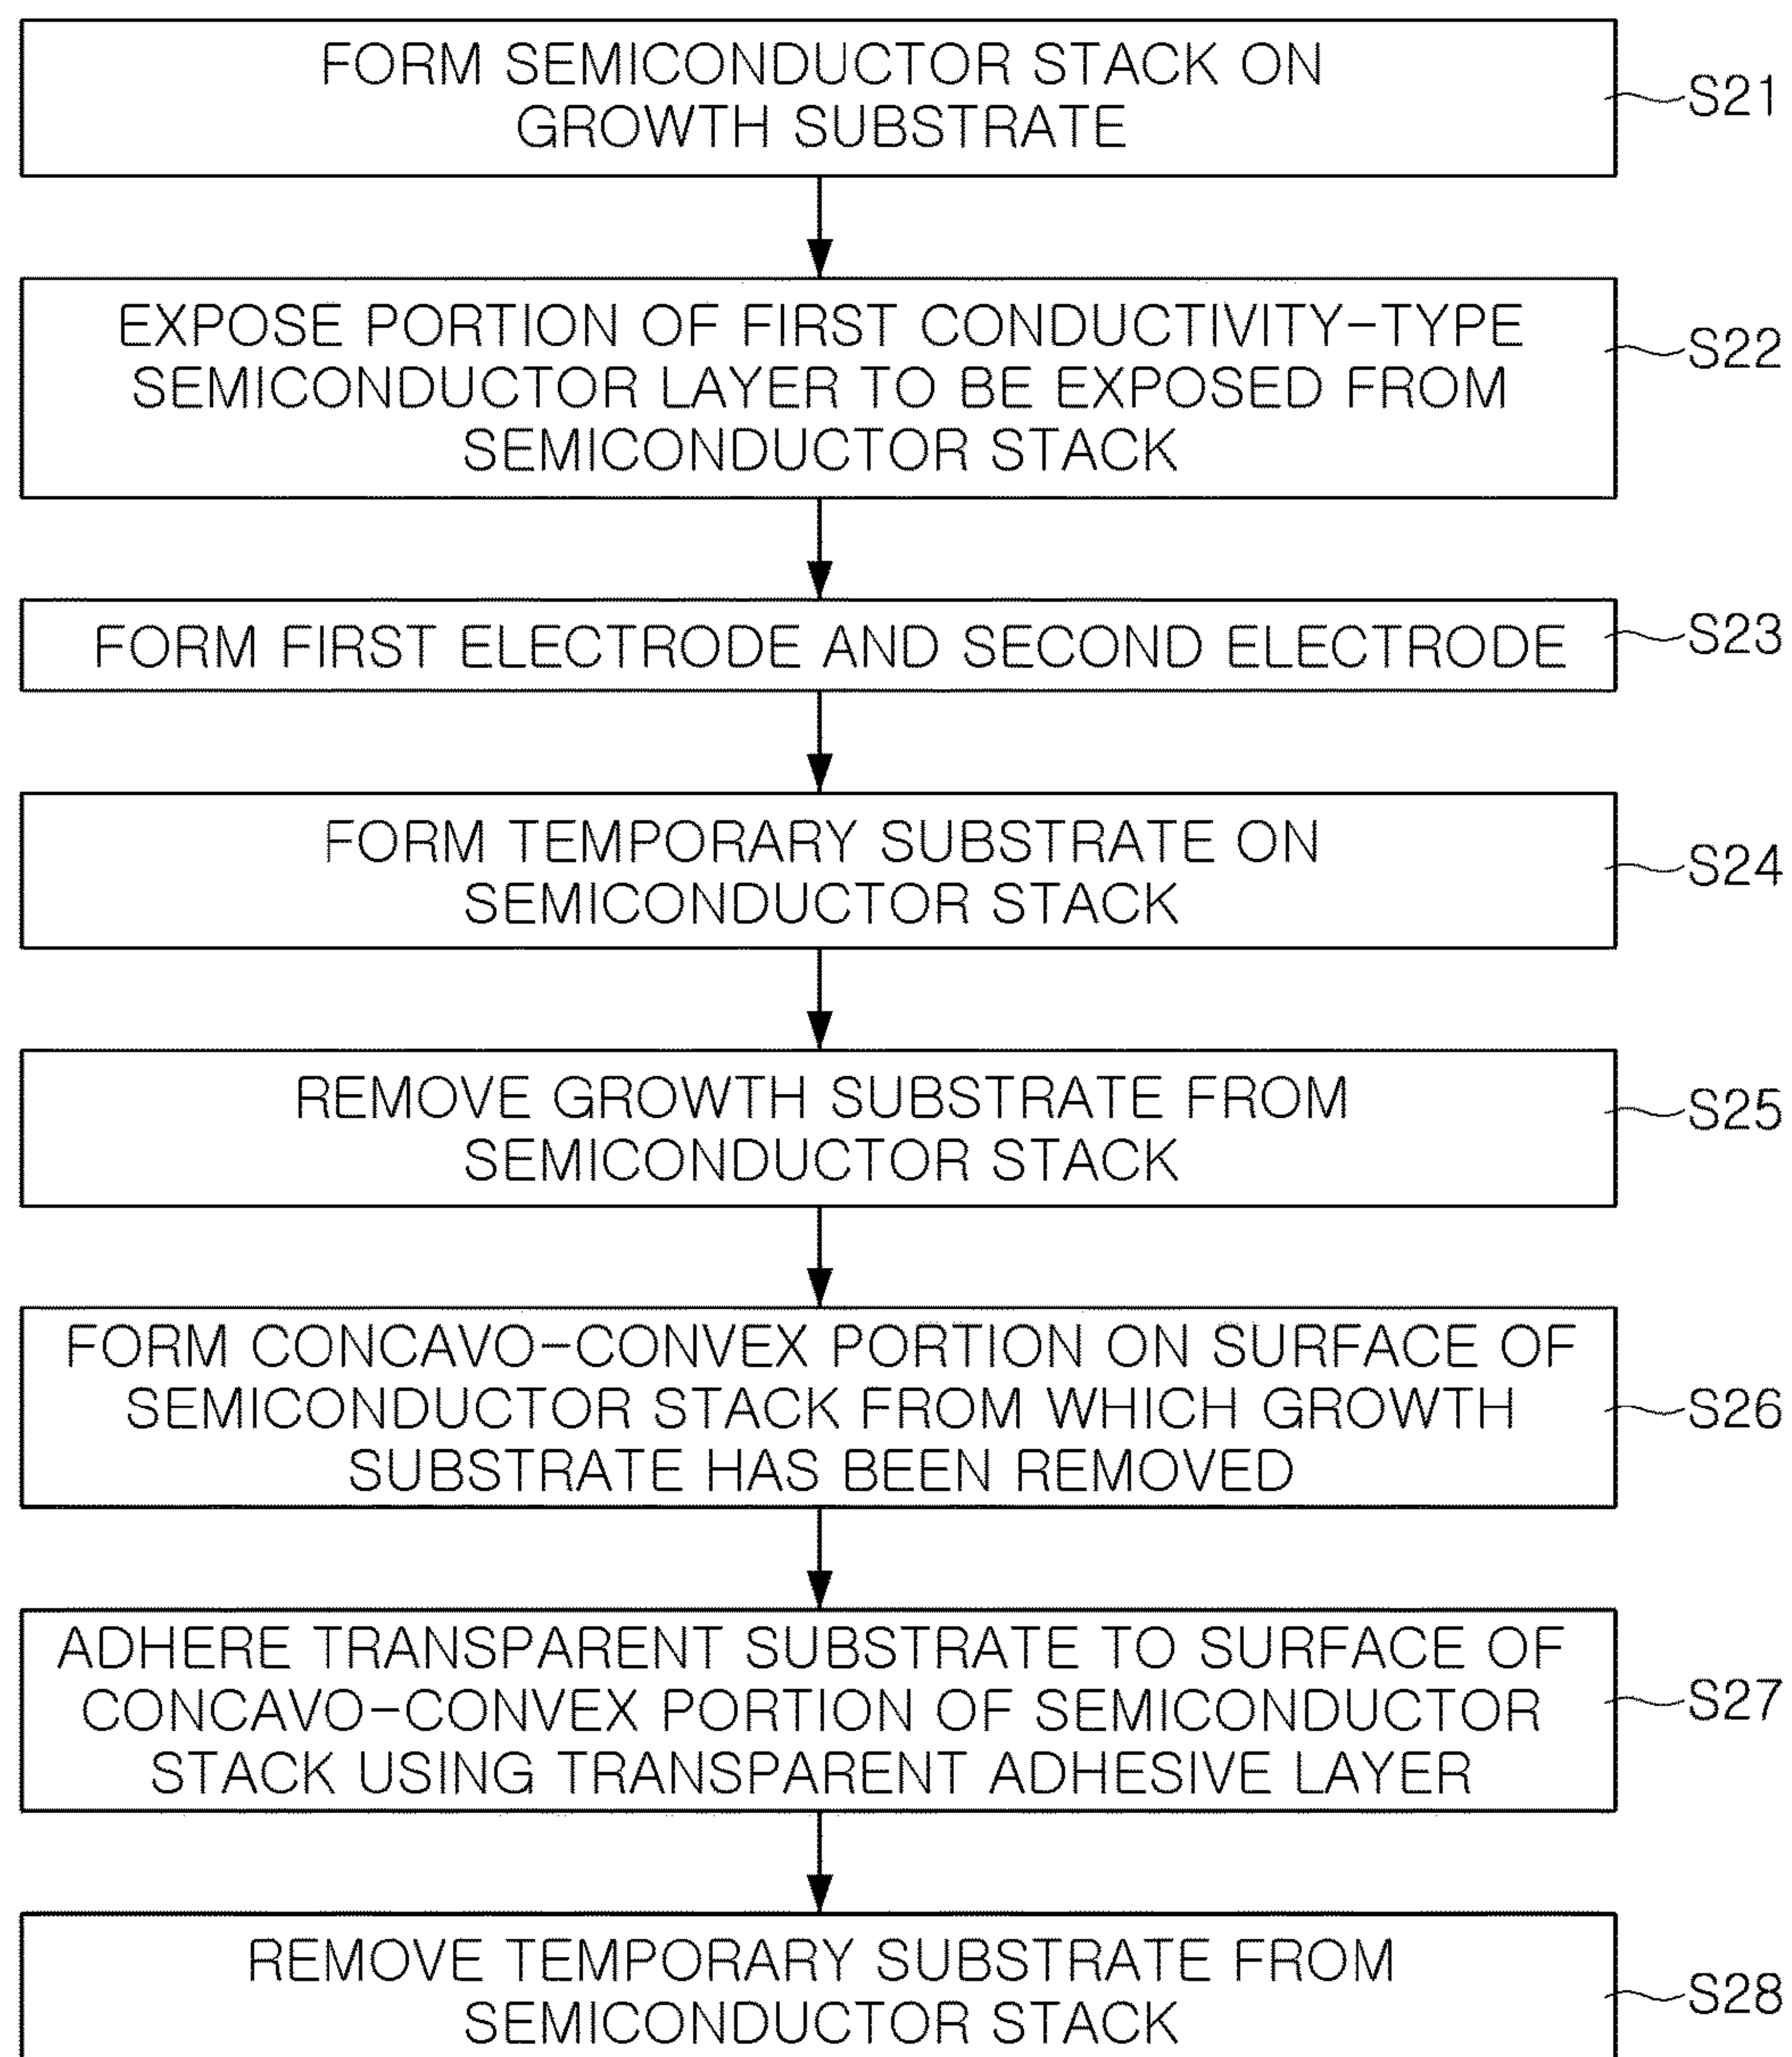 FORM SEMICONDUCTOR STACK ON
GROWTH SUBSTRATE
S21
EXPOSE PORTION OF FIRST CONDUCTIVITY-TYPE
SEMICONDUCTOR LAYER TO BE EXPOSED FROM
SEMICONDUCTOR STACK
S22
FORM FIRST ELECTRODE AND SECOND ELECTRODE
S23
FORM TEMPORARY SUBSTRATE ON
SEMICONDUCTOR STACK
S24
REMOVE GROWTH SUBSTRATE FROM
SEMICONDUCTOR STACK
S25
FORM CONCAVO-CONVEX PORTION ON SURFACE OF
SEMICONDUCTOR STACK FROM WHICH GROWTH
SUBSTRATE HAS BEEN REMOVED
S26
ADHERE TRANSPARENT SUBSTRATE TO SURFACE OF
CONCAVO-CONVEX PORTION OF SEMICONDUCTOR
STACK USING TRANSPARENT ADHESIVE LAYER
S27
REMOVE TEMPORARY SUBSTRATE FROM
SEMICONDUCTOR STACK
S28